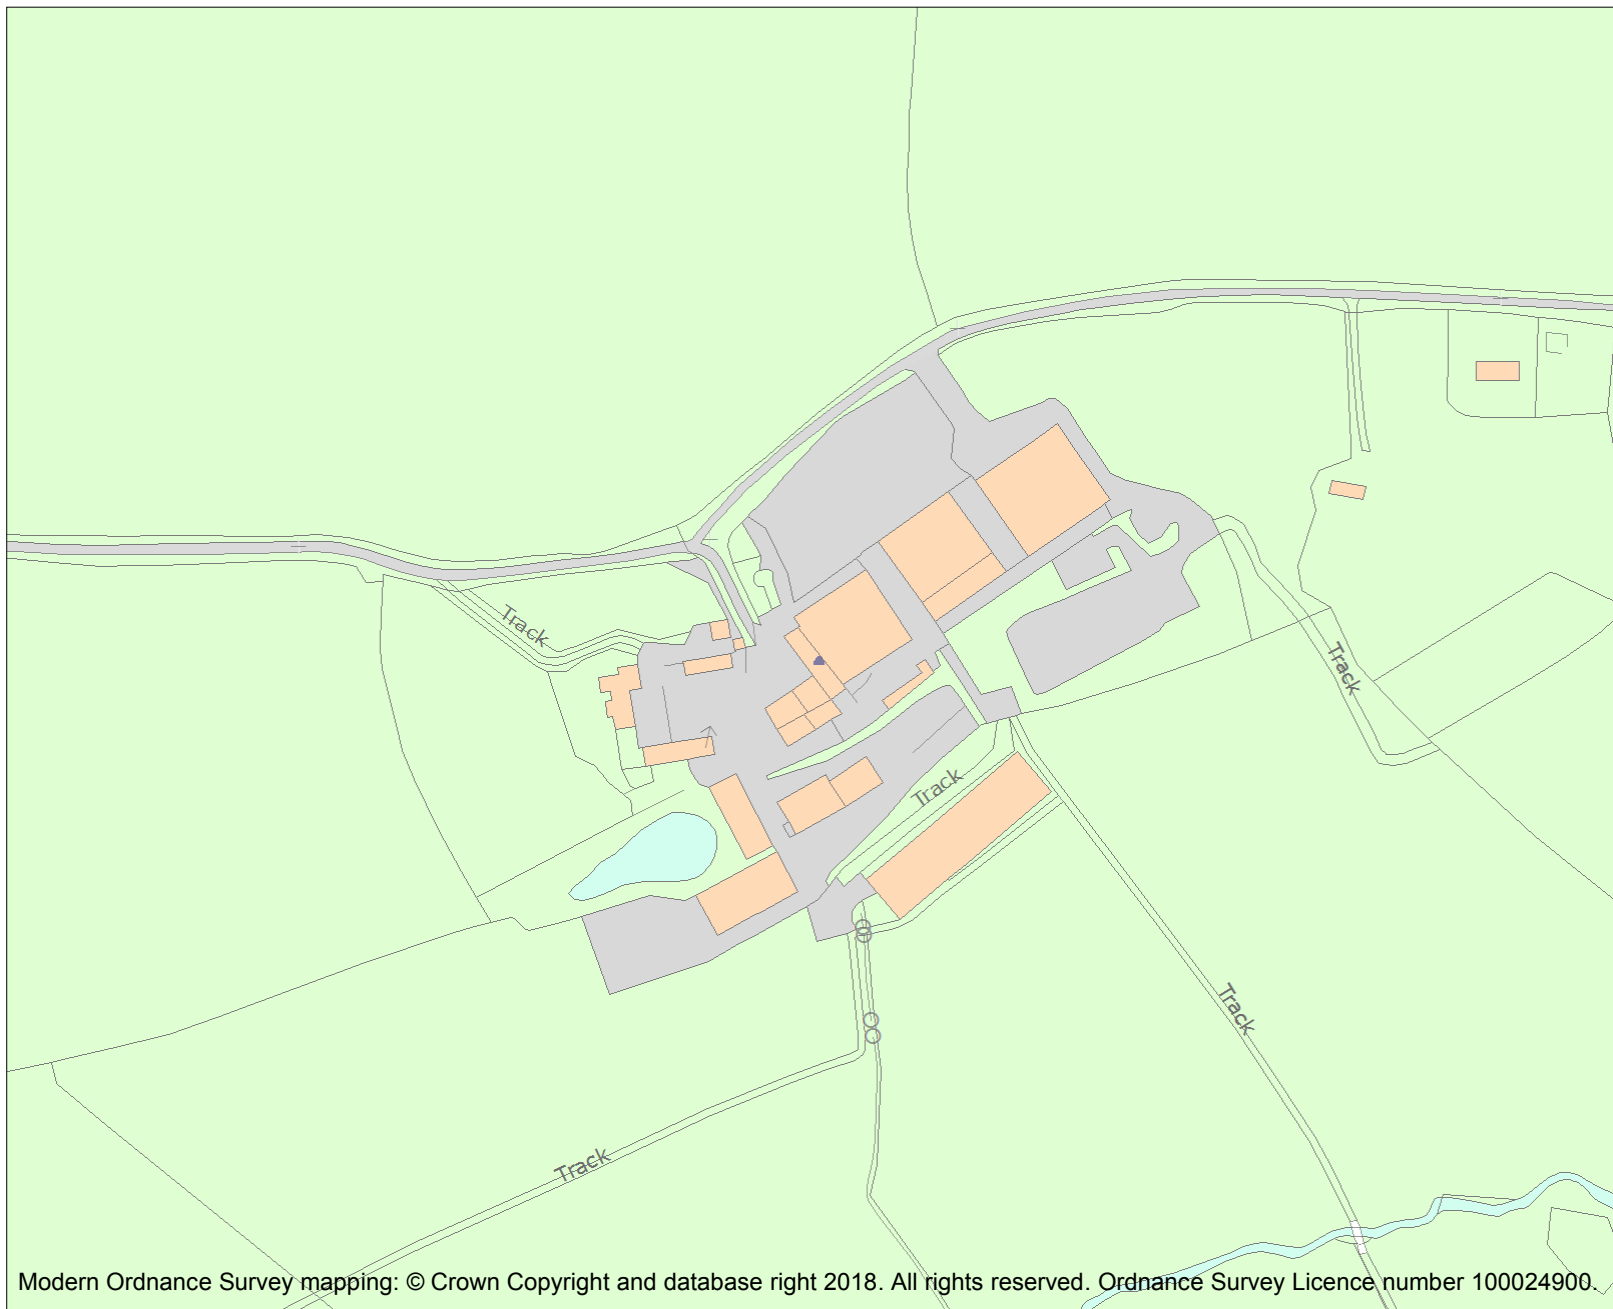 Track
Track
Track
Track
Track
Modern Ordnance Survey mapping: © Crown Copyright and database right 2018. All rights reserved. Ordnance Survey Licence number 100024900.